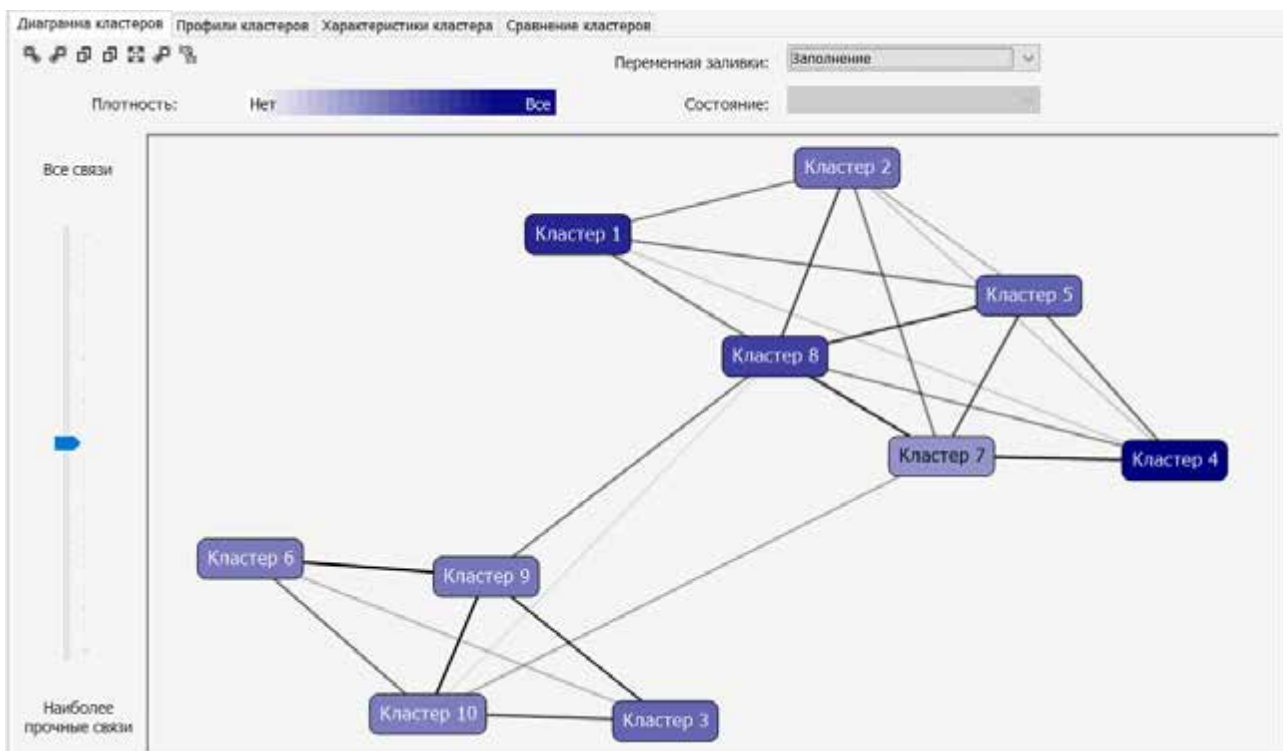 Диаграмма кластеров Профили кластеров Характеристики кластера Сравнение кластеров
Переменная заливки: Заполнение
Плотность: Нет Все Состояние:
Все связи
Кластер 2
Кластер 1
Кластер 5
Кластер 8
Кластер 7
Кластер 4
Кластер 6
Кластер 9
Кластер 10
Кластер 3
Наиболее
прочные связи